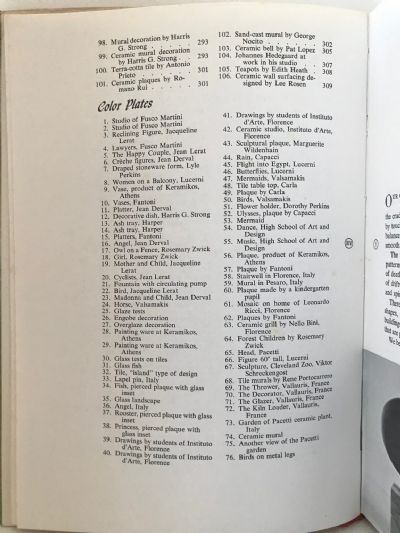 98. Mural decoration by Harris
G. Strong 293
99. Ceramic mural decoration
by Harris G. Strong 293
100. Terra-cotta tile by Antonio
Prieto 301
101. Ceramic plaques by Ro-
mano Rui 301
102. Sand-cast mural by George
Nocito 302
103. Ceramic bell by Pat Lopez 305
104. Johannes Hedegaard at
work in his studio 307
105. Teapots by Edith Heath 308
106. Ceramic wall surfacing de-
signed by Lee Rosen 309
Color Plates
1. Studio of Fusco Martini
2. Studio of Fusco Martini
3. Reclining Figure, Jacqueline
Lerat
4. Lawyers, Fusco Martini
5. The Happy Couple, Jean Lerat
6. Crèche figures, Jean Derval
7. Draped stoneware form, Lyle
Perkins
8. Women on a Balcony, Lucerni
9. Vase, product of Keramikos,
Athens
10. Vases, Fantoni
11. Platter, Jean Derval
12. Decorative dish, Harris G. Strong
13. Ash tray, Harper
14. Ash tray, Harper
15. Platters, Fantoni
16. Angel, Jean Derval
17. Owl on a Fence, Rosemary Zwick
18. Girl, Rosemary Zwick
19. Mother and Child, Jacqueline
Lerat
20. Cyclists, Jean Lerat
21. Fountain with circulating pump
22. Bird, Jacqueline Lerat
23. Madonna and Child, Jean Derval
24. Horse, Valsamakis
25. Glaze tests
26. Engobe decoration
27. Overglaze decoration
28. Painting ware at Keramikos,
Athens
29. Painting ware at Keramikos,
Athens
30. Glass tests on tiles
31. Glass fish
32. Tile, "Inland" type of design
33. Lapel pin, Italy
34. Fish, pierced plaque with glass
inset
35. Glass landscape
36. Angel, Italy
37. Rooster, pierced plaque with glass
inset
38. Princess, pierced plaque with
glass inset
39. Drawings by students of Instituto
d'Arte, Florence
40. Drawings by students of Instituto
d'Arte, Florence
41. Drawings by students of Instituto
d'Arte, Florence
42. Ceramic studio, Instituto d'Arte,
Florence
43. Sculptural plaque, Marguerite
Wildenhain
44. Rain, Capacci
45. Flight into Egypt, Lucerni
46. Butterflies, Lucerni
47. Mermaids, Valsamakis
48. Tile table top, Carla
49. Plaque by Carla
50. Birds, Valsamakis
51. Flower holder, Dorothy Perkins
52. Ulysses, plaque by Capacci
53. Mermaid
54. Dance, High School of Art and
Design
55. Music, High School of Art and
Design
56. Plaque, product of Keramikos,
Athens
57. Plaque by Fantoni
58. Stairwell in Florence, Italy
59. Mural in Pesaro, Italy
60. Plaque made by a kindergarten
pupil
61. Mosaic on home of Leonardo
Ricci, Florence
62. Plaques by Fantoni
63. Ceramic grill by Nello Bini,
Florence
64. Forest Children by Rosemary
Zwick
65. Head, Pacetti
66. Figure 60" tall, Lucerni
67. Sculpture, Cleveland Zoo, Viktor
Schreckengost
68. Tile murals by Rene Portocarrero
69. The Thrower, Vallauris, France
70. The Decorator, Vallauris, France
71. The Glazer, Vallauris, France
72. The Kiln Loader, Vallauris,
France
73. Garden of Pacetti ceramic plant,
Italy
74. Ceramic mural
75. Another view of the Pacetti
garden
76. Birds on metal legs